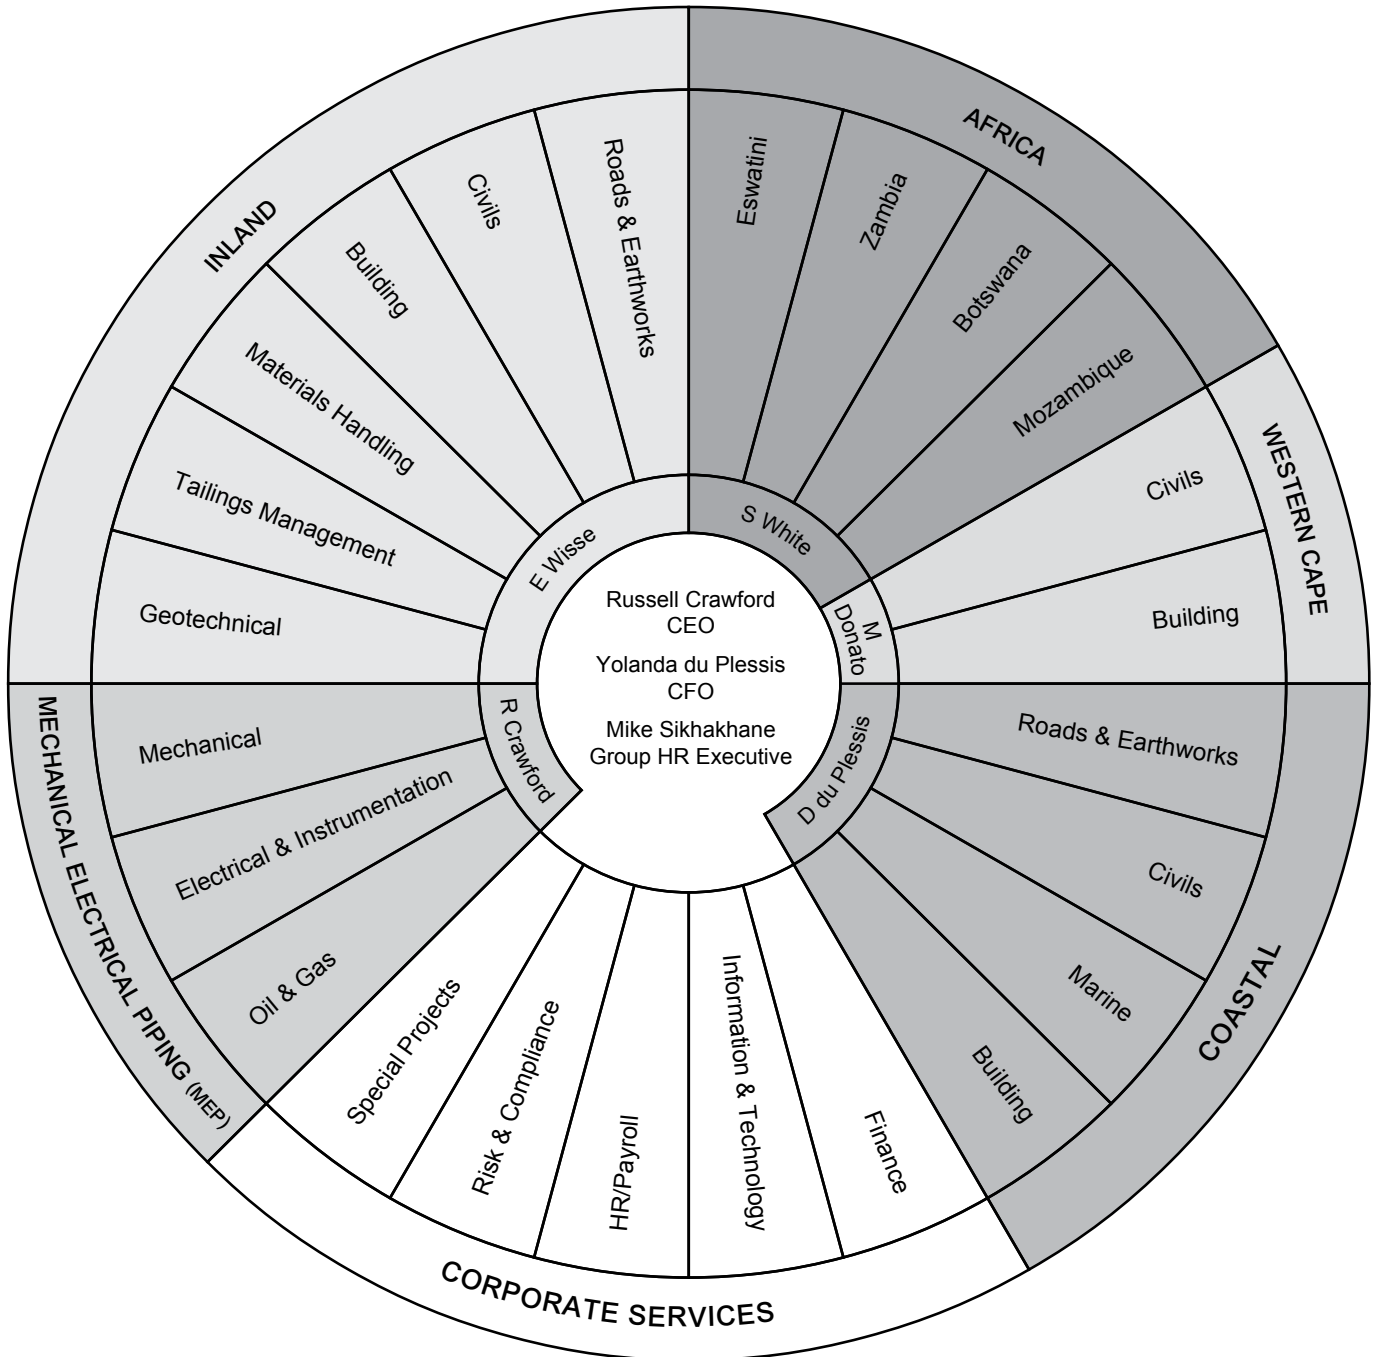 Russell Crawford
CEO
Yolanda du Plessis
CFO
Mike Sikhakhane
Group HR Executive
AFRICA
S White
Eswatini
Zambia
Botswana
Mozambique
WESTERN CAPE
M
Donato
Civils
Building
COASTAL
D du Plessis
Roads & Earthworks
Civils
Marine
Building
CORPORATE SERVICES
Finance
Information & Technology
HR/Payroll
Risk & Compliance
Special Projects
MECHANICAL ELECTRICAL PIPING (MEP)
R Crawford
Oil & Gas
Electrical & Instrumentation
Mechanical
INLAND
E Wisse
Geotechnical
Tailings Management
Materials Handling
Building
Civils
Roads & Earthworks